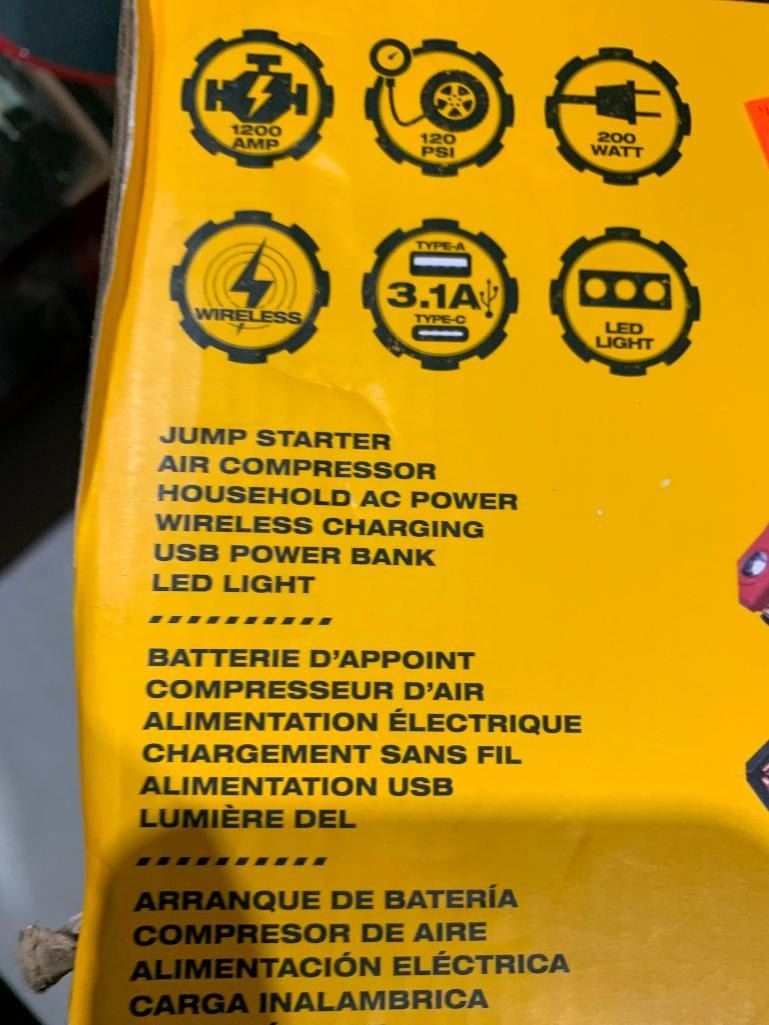 1200
AMP
120
PSI
200
WATT
WIRELESS
TYPE-A
3.1A
TYPE-C
LED
LIGHT
JUMP STARTER
AIR COMPRESSOR
HOUSEHOLD AC POWER
WIRELESS CHARGING
USB POWER BANK
LED LIGHT
BATTERIE D'APPOINT
COMPRESSEUR D'AIR
ALIMENTATION ÉLECTRIQUE
CHARGEMENT SANS FIL
ALIMENTATION USB
LUMIÈRE DEL
ARRANQUE DE BATERÍA
COMPRESOR DE AIRE
ALIMENTACIÓN ELÉCTRICA
CARGA INALAMBRICA